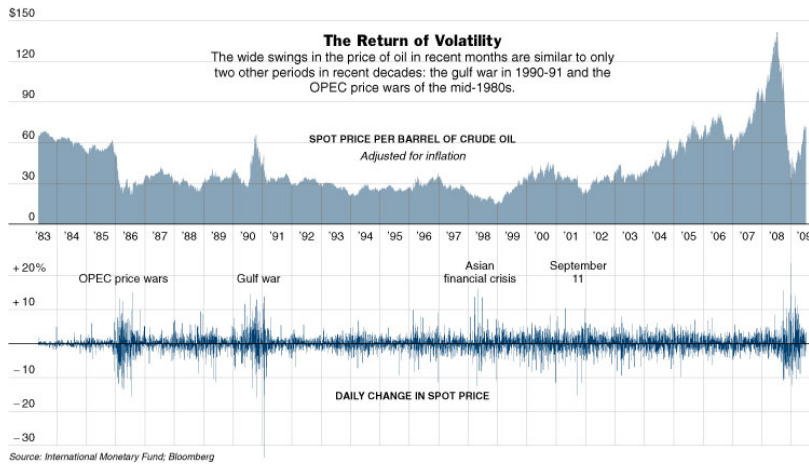 $150
The Return of Volatility
The wide swings in the price of oil in recent months are similar to only
two other periods in recent decades: the gulf war in 1990-91 and the
OPEC price wars of the mid-1980s.
120
90
60
SPOT PRICE PER BARREL OF CRUDE OIL
Adjusted for inflation
30
0
'83 '84 '85 '86 '87 '88 '89 '90 '91 '92 '93 '94 '95 '96 '97 '98 '99 '00 '01 '02 '03 '04 '05 '06 '07 '08 '09
+ 20%
OPEC price wars
Gulf war
Asian
financial crisis
September
11
+ 10
– 10
– 20
DAILY CHANGE IN SPOT PRICE
– 30
Source: International Monetary Fund; Bloomberg